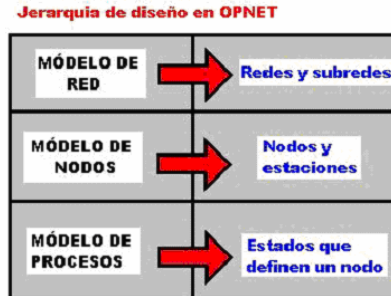 Jerarquia de diseño en OPNET
MÓDELO DE
RED
Redes y subredes
MÓDELO DE
NODOS
Nodos y
estaciones
MÓDELO DE
PROCESOS
Estados que
definen un nodo